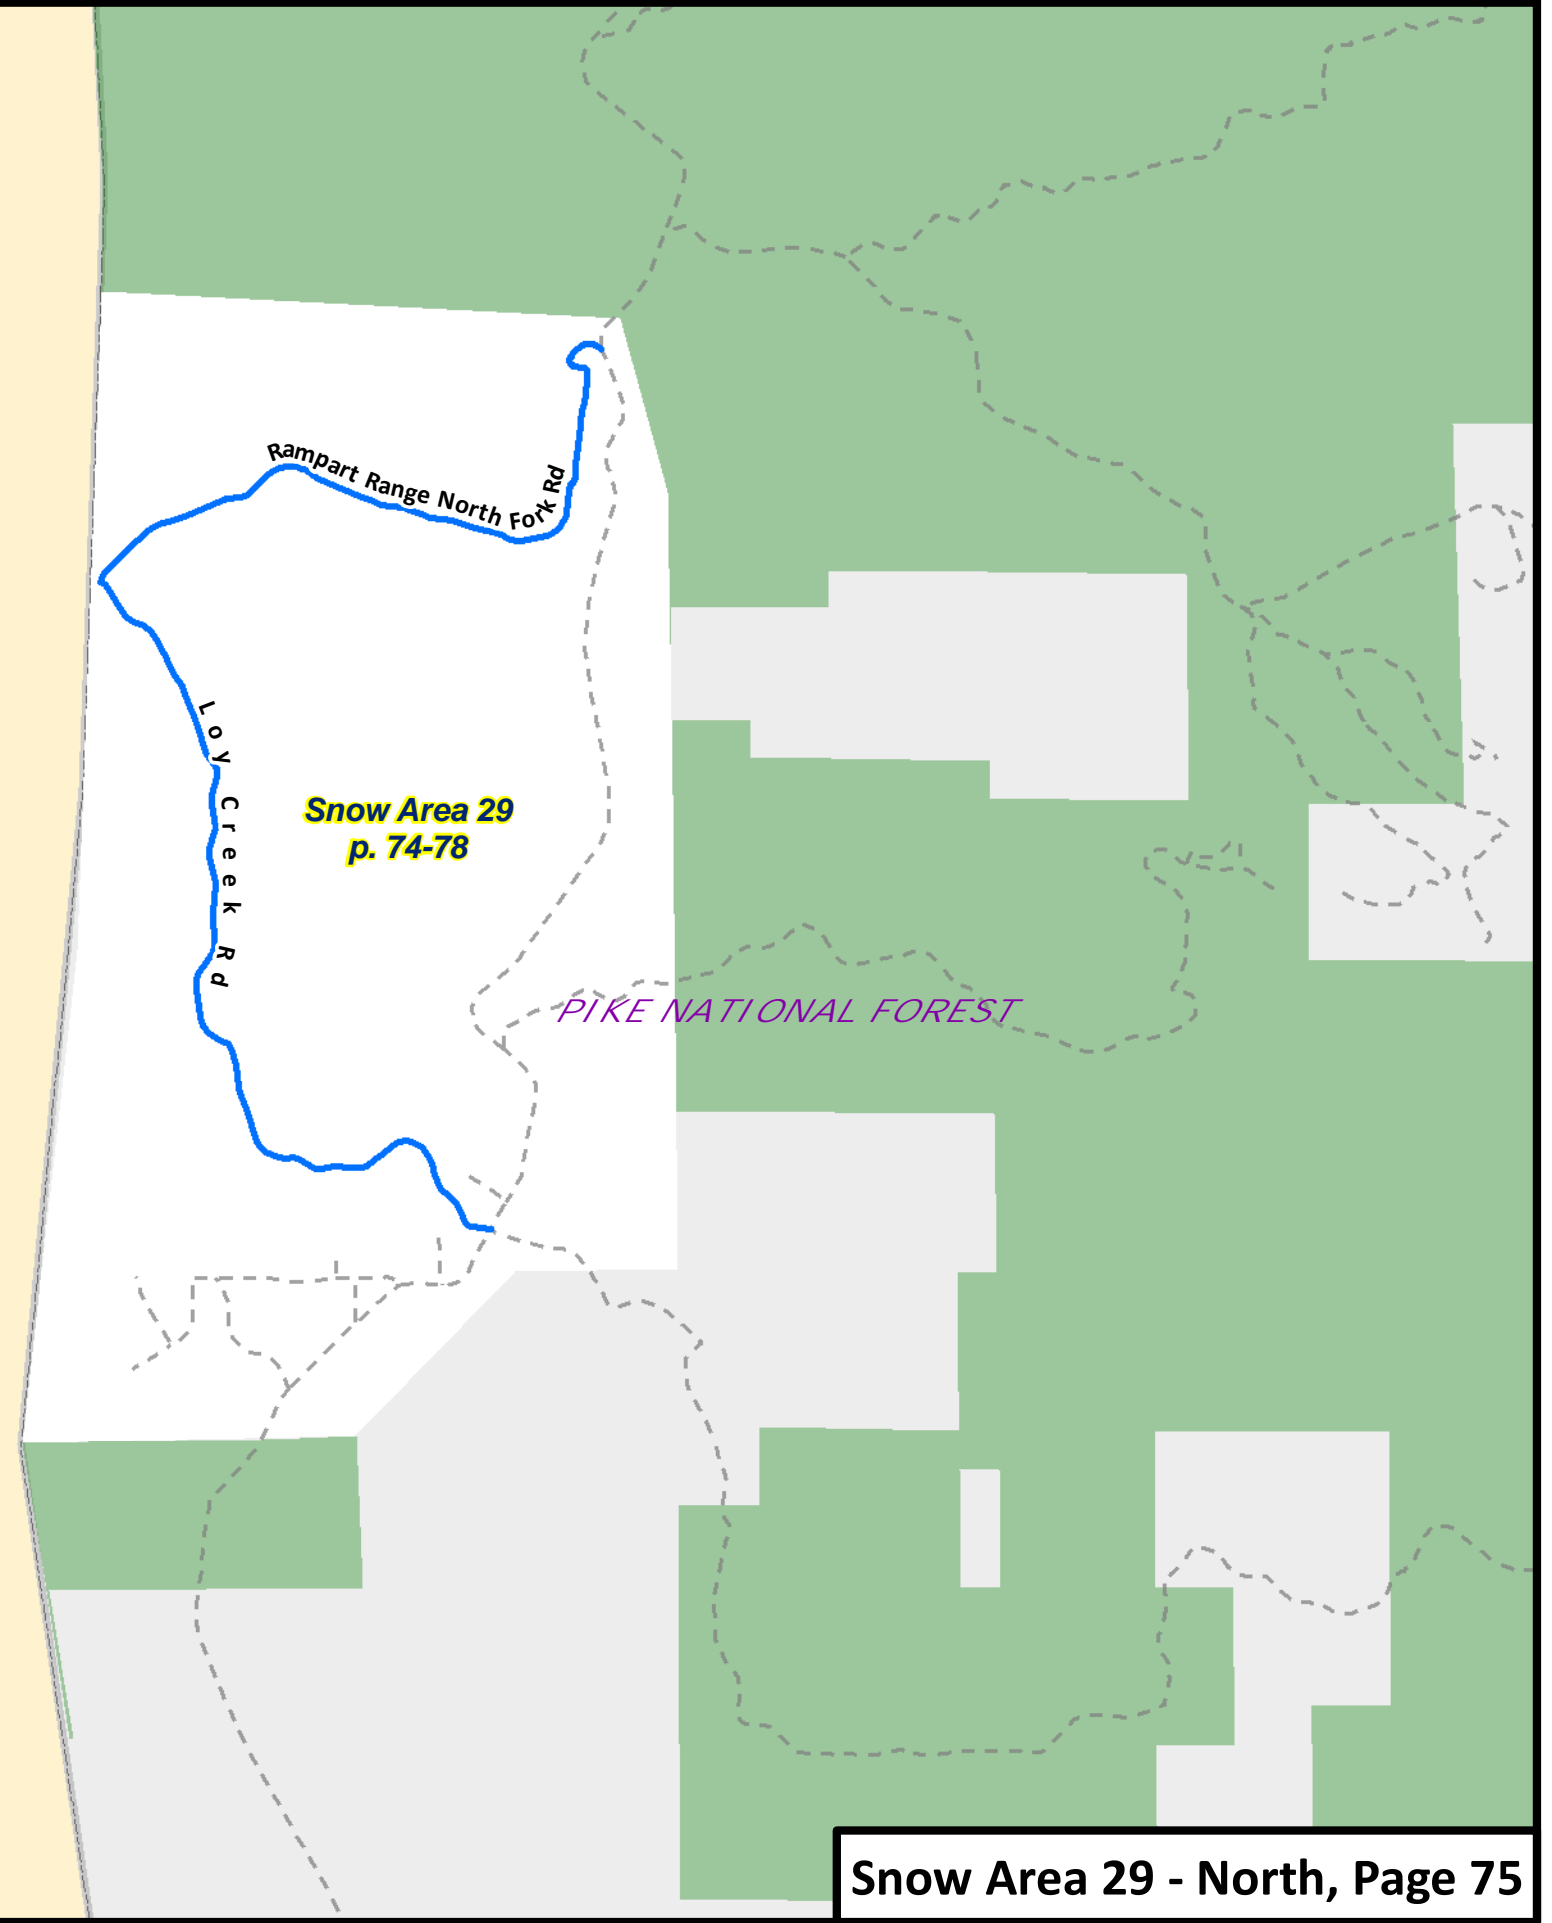 Rampart Range North Fork Rd
Loy Creek Rd
Snow Area 29
p. 74-78
PIKE NATIONAL FOREST
Snow Area 29 - North, Page 75